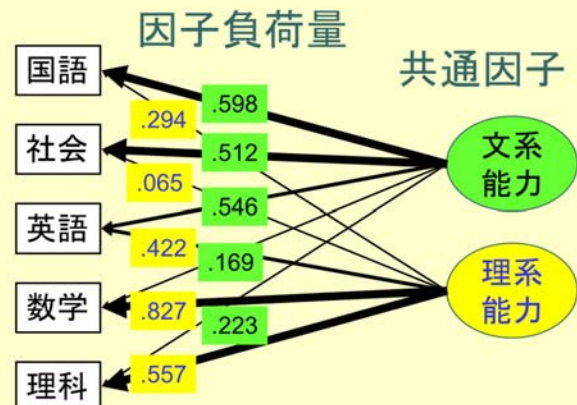 因子負荷量
共通因子
国語
.598
.294
社会
.512
.065
英語
.546
.422
数学
.169
.827
理科
.223
.557
文系
能力
理系
能力